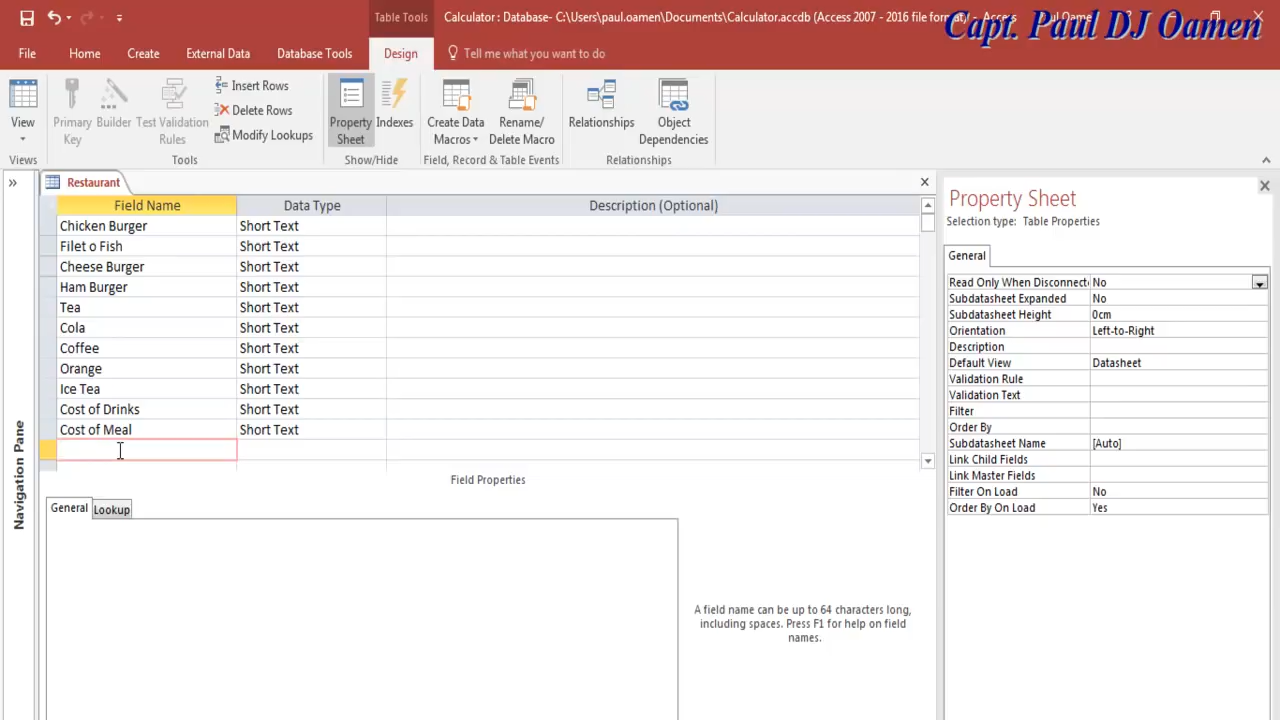 Table Tools
Calculator : Database- C:\Users\paul.oamen\Documents\Calculator.accdb (Access 2007 - 2016 file format) - Access
Paul Oamen
Capt. Paul DJ Oamen
File
Home
Create
External Data
Database Tools
Design
Tell me what you want to do
View
Primary Key
Builder
Test Validation Rules
Insert Rows
Delete Rows
Modify Lookups
Property Sheet
Indexes
Create Data Macros
Rename/ Delete Macro
Relationships
Object Dependencies
Views
Tools
Show/Hide
Field, Record & Table Events
Relationships
Restaurant
Field Name Data Type Description (Optional)
Chicken Burger Short Text
Filet o Fish Short Text
Cheese Burger Short Text
Ham Burger Short Text
Tea Short Text
Cola Short Text
Coffee Short Text
Orange Short Text
Ice Tea Short Text
Cost of Drinks Short Text
Cost of Meal Short Text
Navigation Pane
Field Properties
General Lookup
A field name can be up to 64 characters long,
including spaces. Press F1 for help on field
names.
Property Sheet
Selection type: Table Properties
General
Read Only When Disconnect No
Subdatasheet Expanded No
Subdatasheet Height 0cm
Orientation Left-to-Right
Description
Default View Datasheet
Validation Rule
Validation Text
Filter
Order By
Subdatasheet Name [Auto]
Link Child Fields
Link Master Fields
Filter On Load No
Order By On Load Yes